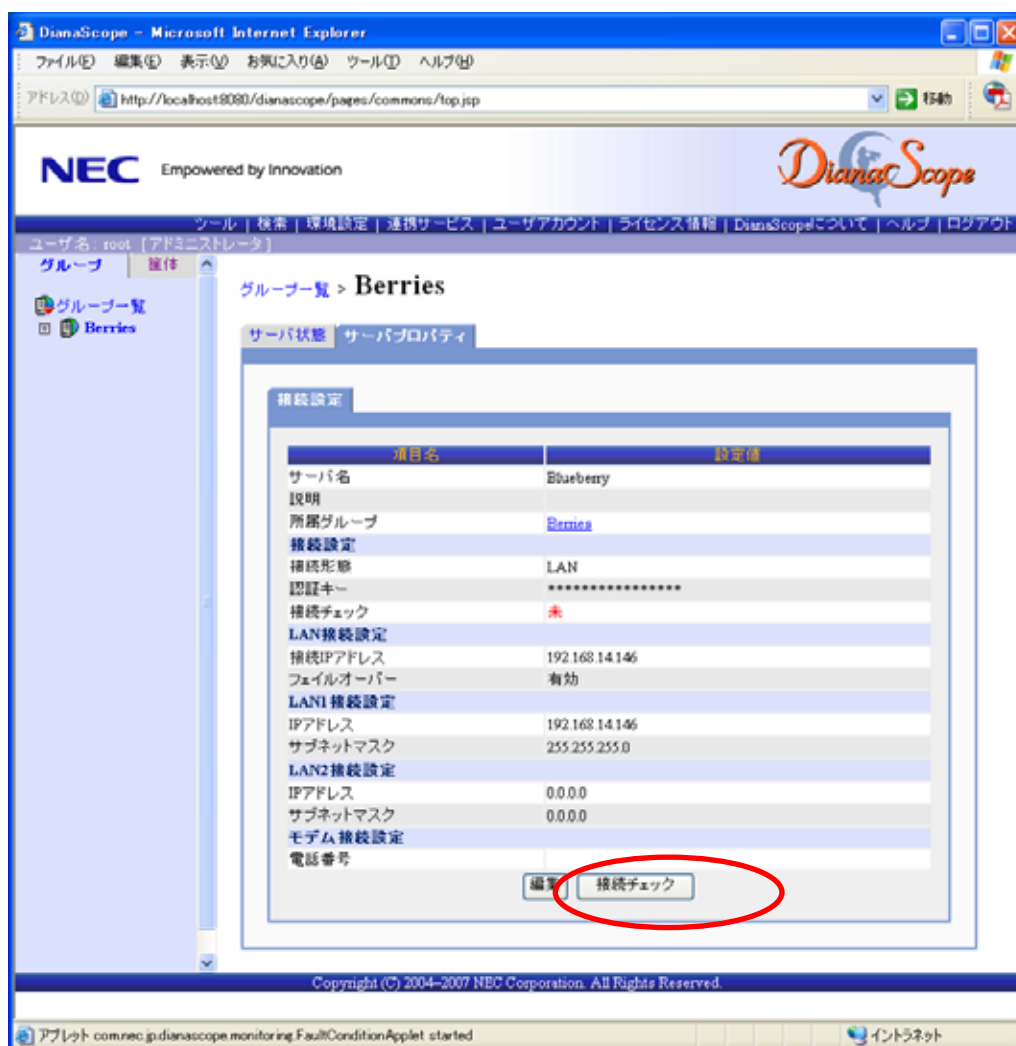 DianaScope - Microsoft Internet Explorer
ファイル(F) 編集(E) 表示(V) お気に入り(A) ツール(T) ヘルプ(H)
アドレス(D) http://localhost:8080/dianascope/pages/commons/top.jsp 移動
NEC Empowered by Innovation DianaScope
ツール | 検索 | 環境設定 | 連携サービス | ユーザアカウント | ライセンス情報 | DianaScopeについて | ヘルプ | ログアウト
ユーザ名 : root [アドミニストレータ]
グループ 筐体
グループ一覧
Berries
グループ一覧 > Berries
サーバ状態 サーバプロパティ
接続設定
項目名 設定値
サーバ名 Blueberry
説明
所属グループ Berries
接続設定
接続形態 LAN
認証キー ****************
接続チェック 未
LAN接続設定
接続IPアドレス 192.168.14.146
フェイルオーバー 有効
LAN1接続設定
IPアドレス 192.168.14.146
サブネットマスク 255.255.255.0
LAN2接続設定
IPアドレス 0.0.0.0
サブネットマスク 0.0.0.0
モデム接続設定
電話番号
編集 接続チェック
Copyright (C) 2004-2007 NEC Corporation. All Rights Reserved.
アプレット com.nec.jp.dianascope.monitoring.FaultConditionApplet started イントラネット